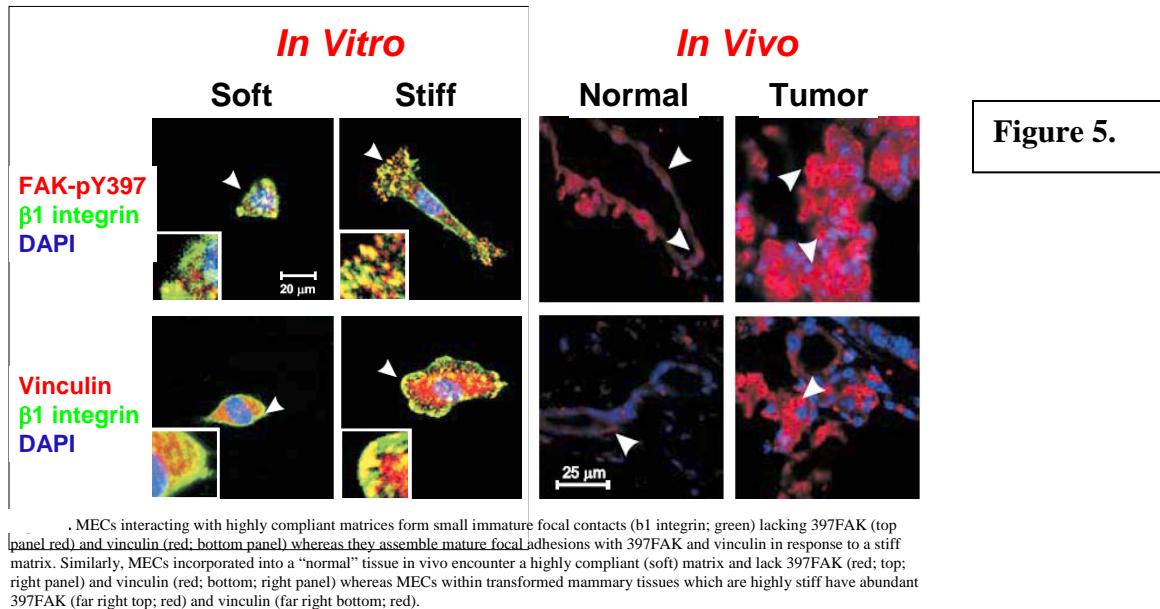 In Vitro
In Vivo
Soft
Stiff
Normal
Tumor
Figure 5.
FAK-pY397
β1 integrin
DAPI
20 μm
Vinculin
β1 integrin
DAPI
25 μm
. MECs interacting with highly compliant matrices form small immature focal contacts (b1 integrin; green) lacking 397FAK (top
panel red) and vinculin (red; bottom panel) whereas they assemble mature focal adhesions with 397FAK and vinculin in response to a stiff
matrix. Similarly, MECs incorporated into a “normal” tissue in vivo encounter a highly compliant (soft) matrix and lack 397FAK (red; top;
right panel) and vinculin (red; bottom; right panel) whereas MECs within transformed mammary tissues which are highly stiff have abundant
397FAK (far right top; red) and vinculin (far right bottom; red).